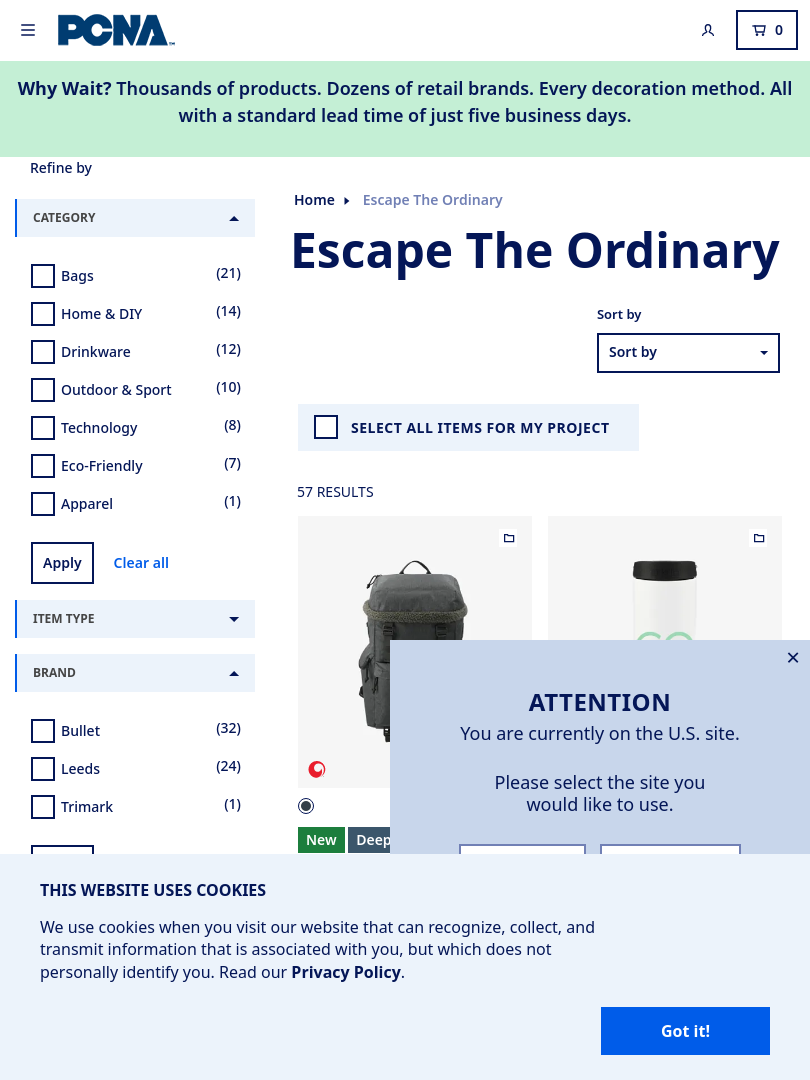 PCNA
0
Why Wait? Thousands of products. Dozens of retail brands. Every decoration method. All
with a standard lead time of just five business days.
Refine by
CATEGORY
Bags (21)
Home & DIY (14)
Drinkware (12)
Outdoor & Sport (10)
Technology (8)
Eco-Friendly (7)
Apparel (1)
Apply Clear all
ITEM TYPE
BRAND
Bullet (32)
Leeds (24)
Trimark (1)
Home Escape The Ordinary
Escape The Ordinary
Sort by
Sort by
SELECT ALL ITEMS FOR MY PROJECT
57 RESULTS
New Deep
ATTENTION
You are currently on the U.S. site.
Please select the site you
would like to use.
THIS WEBSITE USES COOKIES
We use cookies when you visit our website that can recognize, collect, and
transmit information that is associated with you, but which does not
personally identify you. Read our Privacy Policy.
Got it!